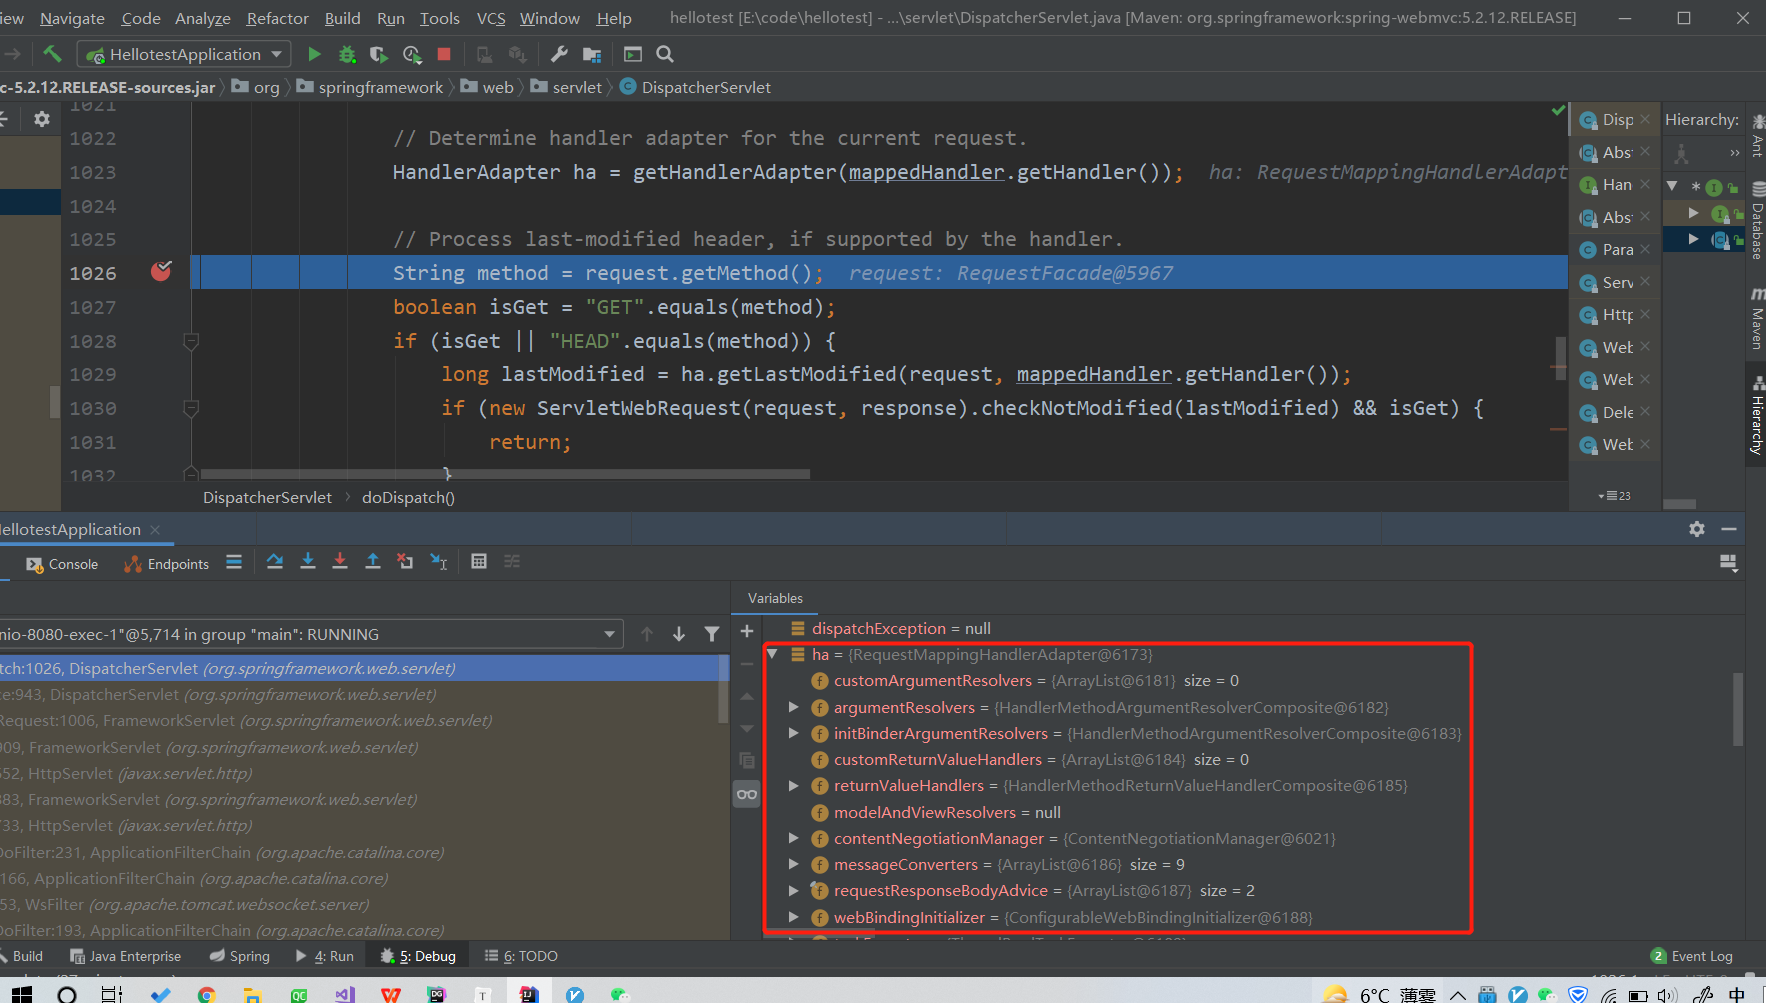 iew Navigate Code Analyze Refactor Build Run Tools VCS Window Help hellotest [E:\code\hellotest] - ...\servlet\DispatcherServlet.java [Maven: org.springframework:spring-webmvc:5.2.12.RELEASE]
HellotestApplication
c-5.2.12.RELEASE-sources.jar org springframework web servlet DispatcherServlet
1021
1022 // Determine handler adapter for the current request.
1023 HandlerAdapter ha = getHandlerAdapter(mappedHandler.getHandler()); ha: RequestMappingHandlerAdapt
1024
1025 // Process last-modified header, if supported by the handler.
1026 String method = request.getMethod(); request: RequestFacade@5967
1027 boolean isGet = "GET".equals(method);
1028 if (isGet || "HEAD".equals(method)) {
1029 long lastModified = ha.getLastModified(request, mappedHandler.getHandler());
1030 if (new ServletWebRequest(request, response).checkNotModified(lastModified) && isGet) {
1031 return;
1032 }
DispatcherServlet › doDispatch()
Disp
Abs
Han
Abs
Para
Serv
Http
Web
Web
Dele
Web
23
Hierarchy:
Ant
Database
Maven
Hierarchy
ellotestApplication
Console Endpoints
nio-8080-exec-1"@5,714 in group "main": RUNNING
tch:1026, DispatcherServlet (org.springframework.web.servlet)
ce:943, DispatcherServlet (org.springframework.web.servlet)
Request:1006, FrameworkServlet (org.springframework.web.servlet)
909, FrameworkServlet (org.springframework.web.servlet)
552, HttpServlet (javax.servlet.http)
883, FrameworkServlet (org.springframework.web.servlet)
733, HttpServlet (javax.servlet.http)
DoFilter:231, ApplicationFilterChain (org.apache.catalina.core)
166, ApplicationFilterChain (org.apache.catalina.core)
53, WsFilter (org.apache.tomcat.websocket.server)
DoFilter:193, ApplicationFilterChain (org.apache.catalina.core)
Variables
dispatchException = null
ha = {RequestMappingHandlerAdapter@6173}
customArgumentResolvers = {ArrayList@6181} size = 0
argumentResolvers = {HandlerMethodArgumentResolverComposite@6182}
initBinderArgumentResolvers = {HandlerMethodArgumentResolverComposite@6183}
customReturnValueHandlers = {ArrayList@6184} size = 0
returnValueHandlers = {HandlerMethodReturnValueHandlerComposite@6185}
modelAndViewResolvers = null
contentNegotiationManager = {ContentNegotiationManager@6021}
messageConverters = {ArrayList@6186} size = 9
requestResponseBodyAdvice = {ArrayList@6187} size = 2
webBindingInitializer = {ConfigurableWebBindingInitializer@6188}
Build Java Enterprise Spring 4: Run 5: Debug 6: TODO 2 Event Log
6°C 薄雾 中